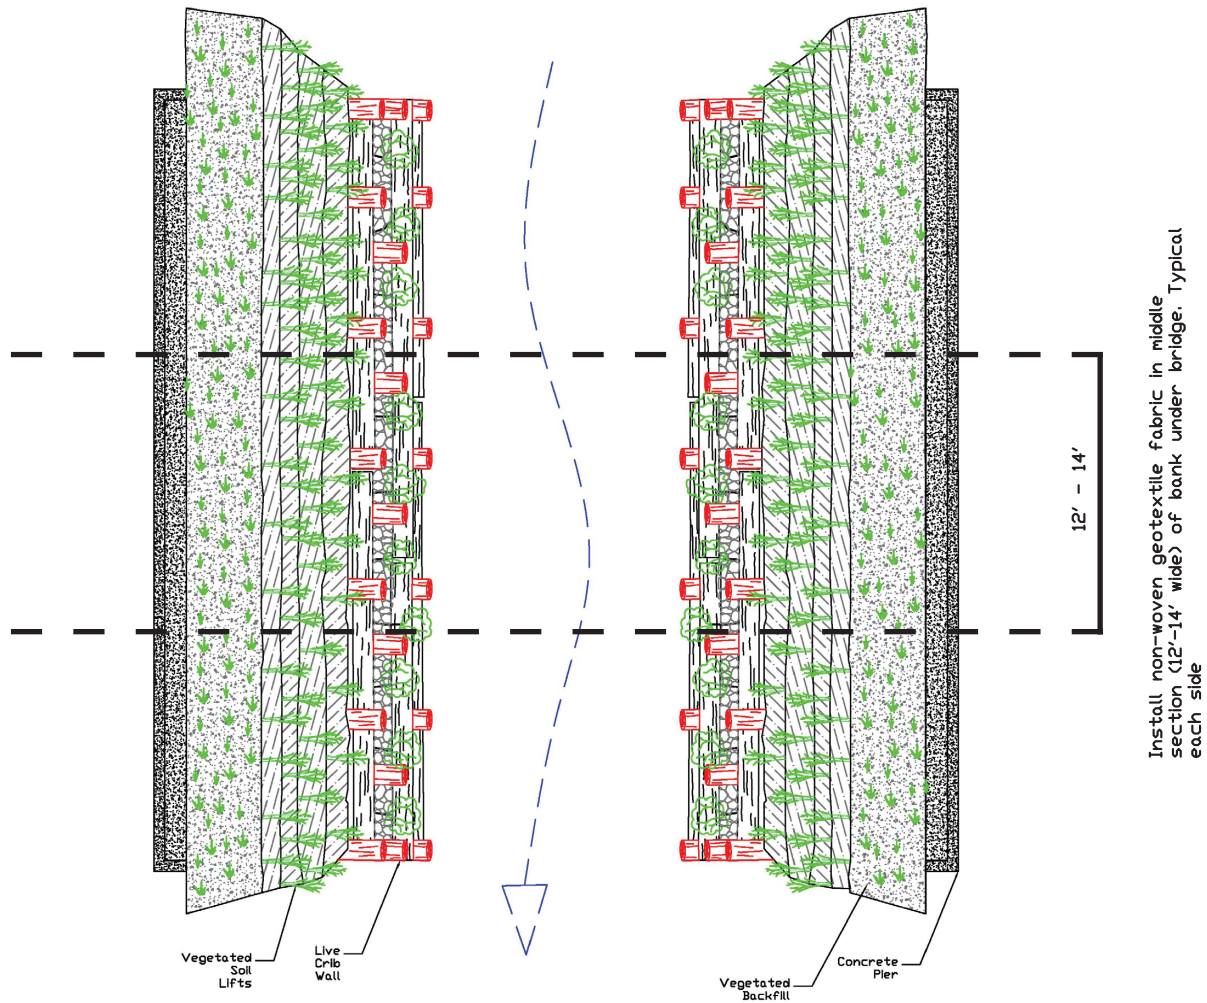 Install non-woven geotextile fabric in middle
section (12'-14' wide) of bank under bridge. Typical
each side
12' - 14'
Vegetated
Soil
Lifts
Live
Crib
Wall
Vegetated
Backfill
Concrete
Pier